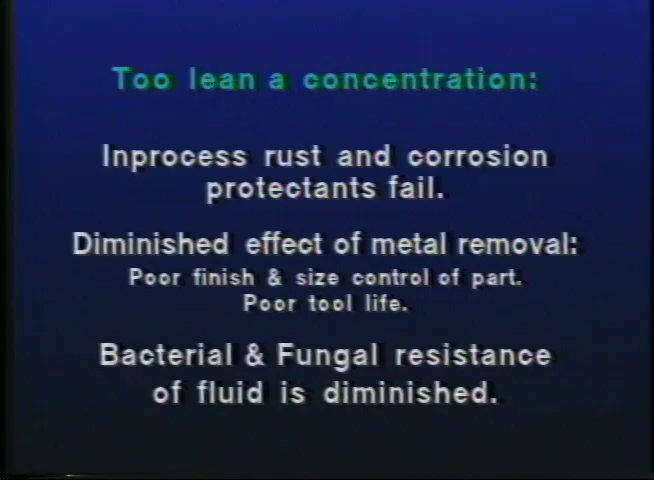 Too lean a concentration:
Inprocess rust and corrosion
protectants fail.
Diminished effect of metal removal:
Poor finish & size control of part.
Poor tool life.
Bacterial & Fungal resistance
of fluid is diminished.